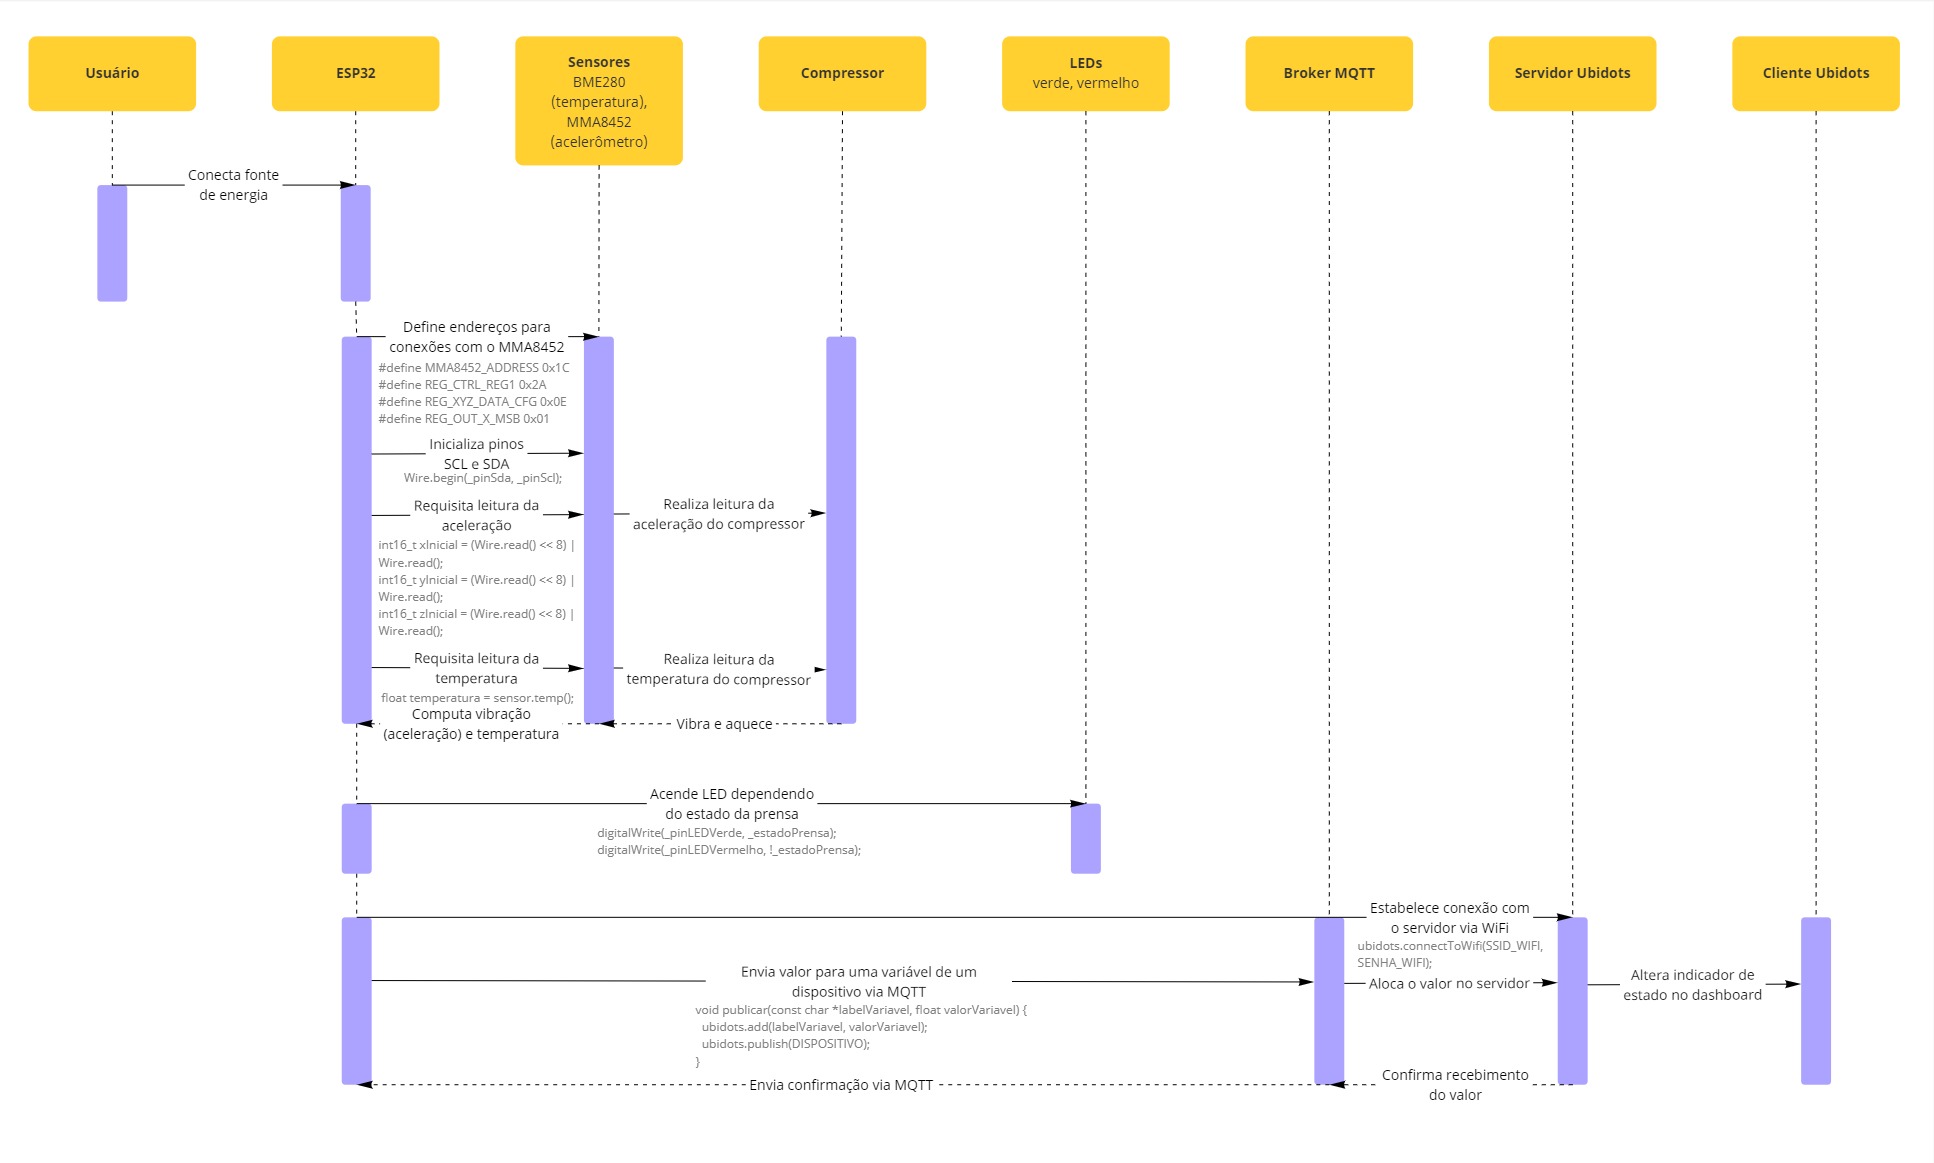 Usuário
ESP32
Sensores
BME280
(temperatura),
MMA8452
(acelerômetro)
Compressor
LEDs
verde, vermelho
Broker MQTT
Servidor Ubidots
Cliente Ubidots
Conecta fonte
de energia
Define endereços para
conexões com o MMA8452
#define MMA8452_ADDRESS 0x1C
#define REG_CTRL_REG1 0x2A
#define REG_XYZ_DATA_CFG 0x0E
#define REG_OUT_X_MSB 0x01
Inicializa pinos
SCL e SDA
Wire.begin(_pinSda, _pinScl);
Requisita leitura da
aceleração
Realiza leitura da
aceleração do compressor
int16_t xInicial = (Wire.read() << 8) |
Wire.read();
int16_t yInicial = (Wire.read() << 8) |
Wire.read();
int16_t zInicial = (Wire.read() << 8) |
Wire.read();
Requisita leitura da
temperatura
Realiza leitura da
temperatura do compressor
float temperatura = sensor.temp();
Computa vibração
(aceleração) e temperatura
Vibra e aquece
Acende LED dependendo
do estado da prensa
digitalWrite(_pinLEDVerde, _estadoPrensa);
digitalWrite(_pinLEDVermelho, !_estadoPrensa);
Estabelece conexão com
o servidor via WiFi
ubidots.connectToWifi(SSID_WIFI,
SENHA_WIFI);
Envia valor para uma variável de um
dispositivo via MQTT
void publicar(const char *labelVariavel, float valorVariavel) {
ubidots.add(labelVariavel, valorVariavel);
ubidots.publish(DISPOSITIVO);
}
Aloca o valor no servidor
Altera indicador de
estado no dashboard
Envia confirmação via MQTT
Confirma recebimento
do valor